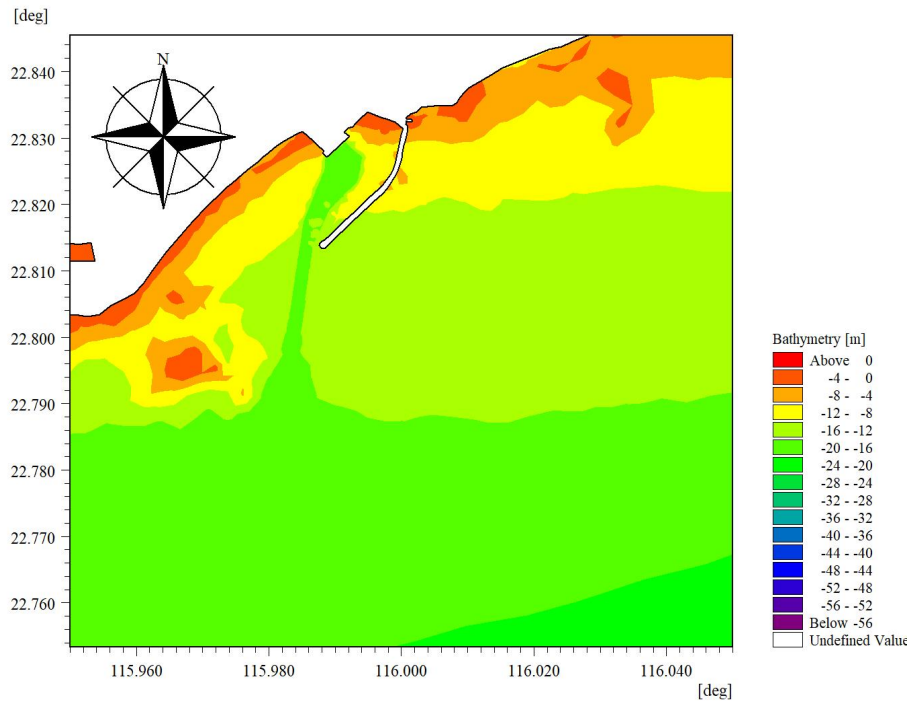 [deg]
N
22.840
22.830
22.820
22.810
22.800
22.790
22.780
22.770
22.760
115.960 115.980 116.000 116.020 116.040
[deg]
Bathymetry [m]
Above 0
-4 - 0
-8 - -4
-12 - -8
-16 - -12
-20 - -16
-24 - -20
-28 - -24
-32 - -28
-36 - -32
-40 - -36
-44 - -40
-48 - -44
-52 - -48
-56 - -52
Below -56
Undefined Value